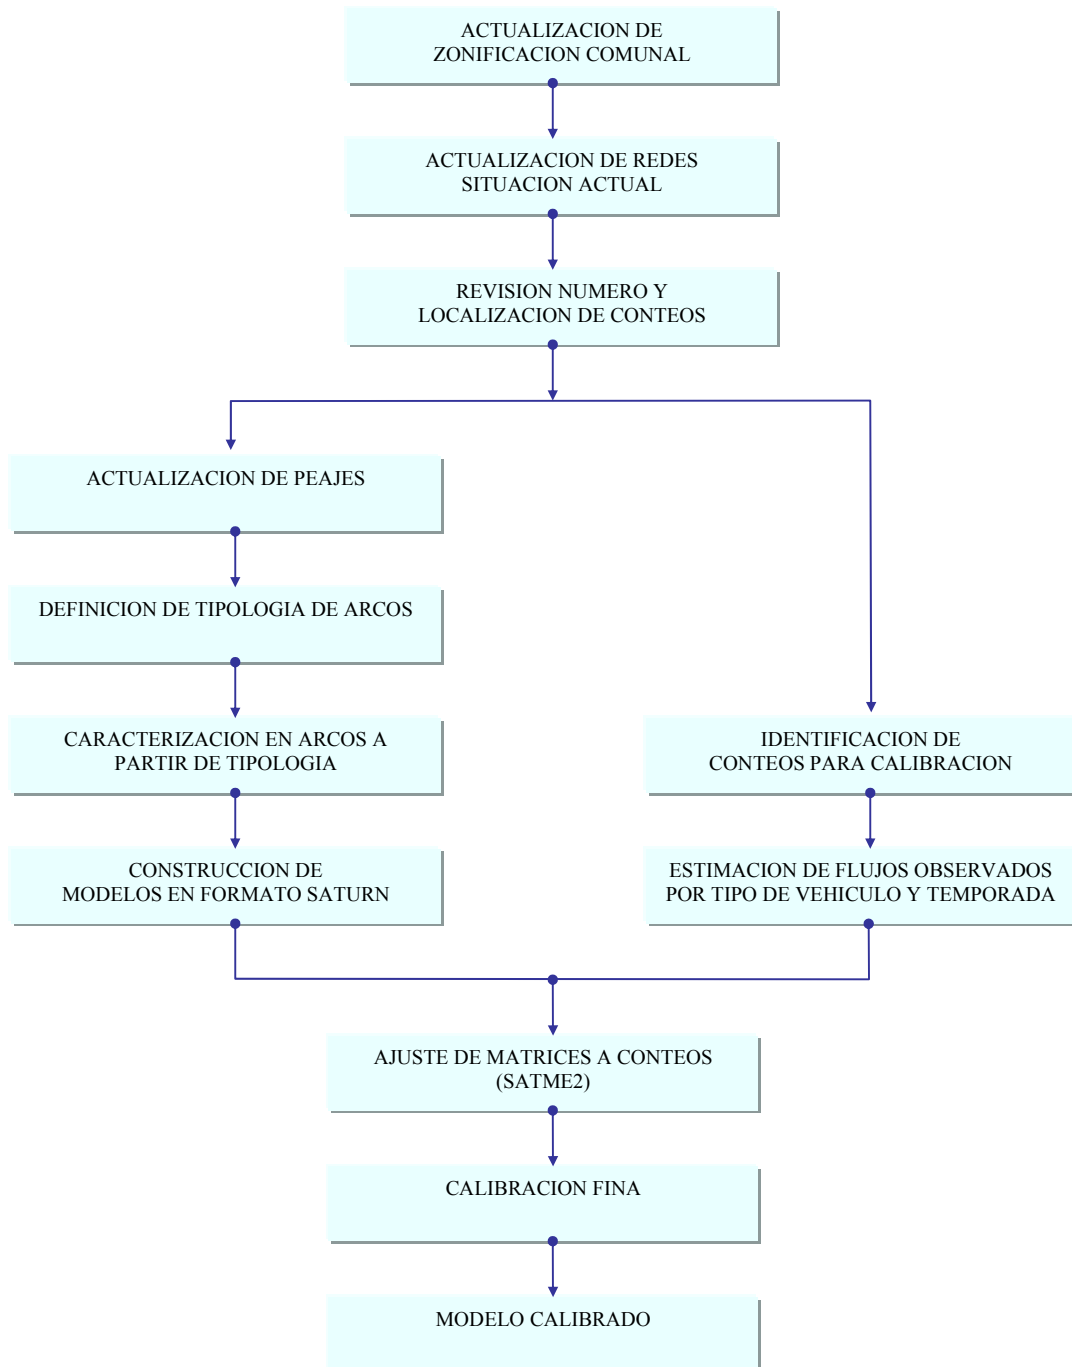 ACTUALIZACION DE
ZONIFICACION COMUNAL
ACTUALIZACION DE REDES
SITUACION ACTUAL
REVISION NUMERO Y
LOCALIZACION DE CONTEOS
ACTUALIZACION DE PEAJES
DEFINICION DE TIPOLOGIA DE ARCOS
CARACTERIZACION EN ARCOS A
PARTIR DE TIPOLOGIA
CONSTRUCCION DE
MODELOS EN FORMATO SATURN
IDENTIFICACION DE
CONTEOS PARA CALIBRACION
ESTIMACION DE FLUJOS OBSERVADOS
POR TIPO DE VEHICULO Y TEMPORADA
AJUSTE DE MATRICES A CONTEOS
(SATME2)
CALIBRACION FINA
MODELO CALIBRADO